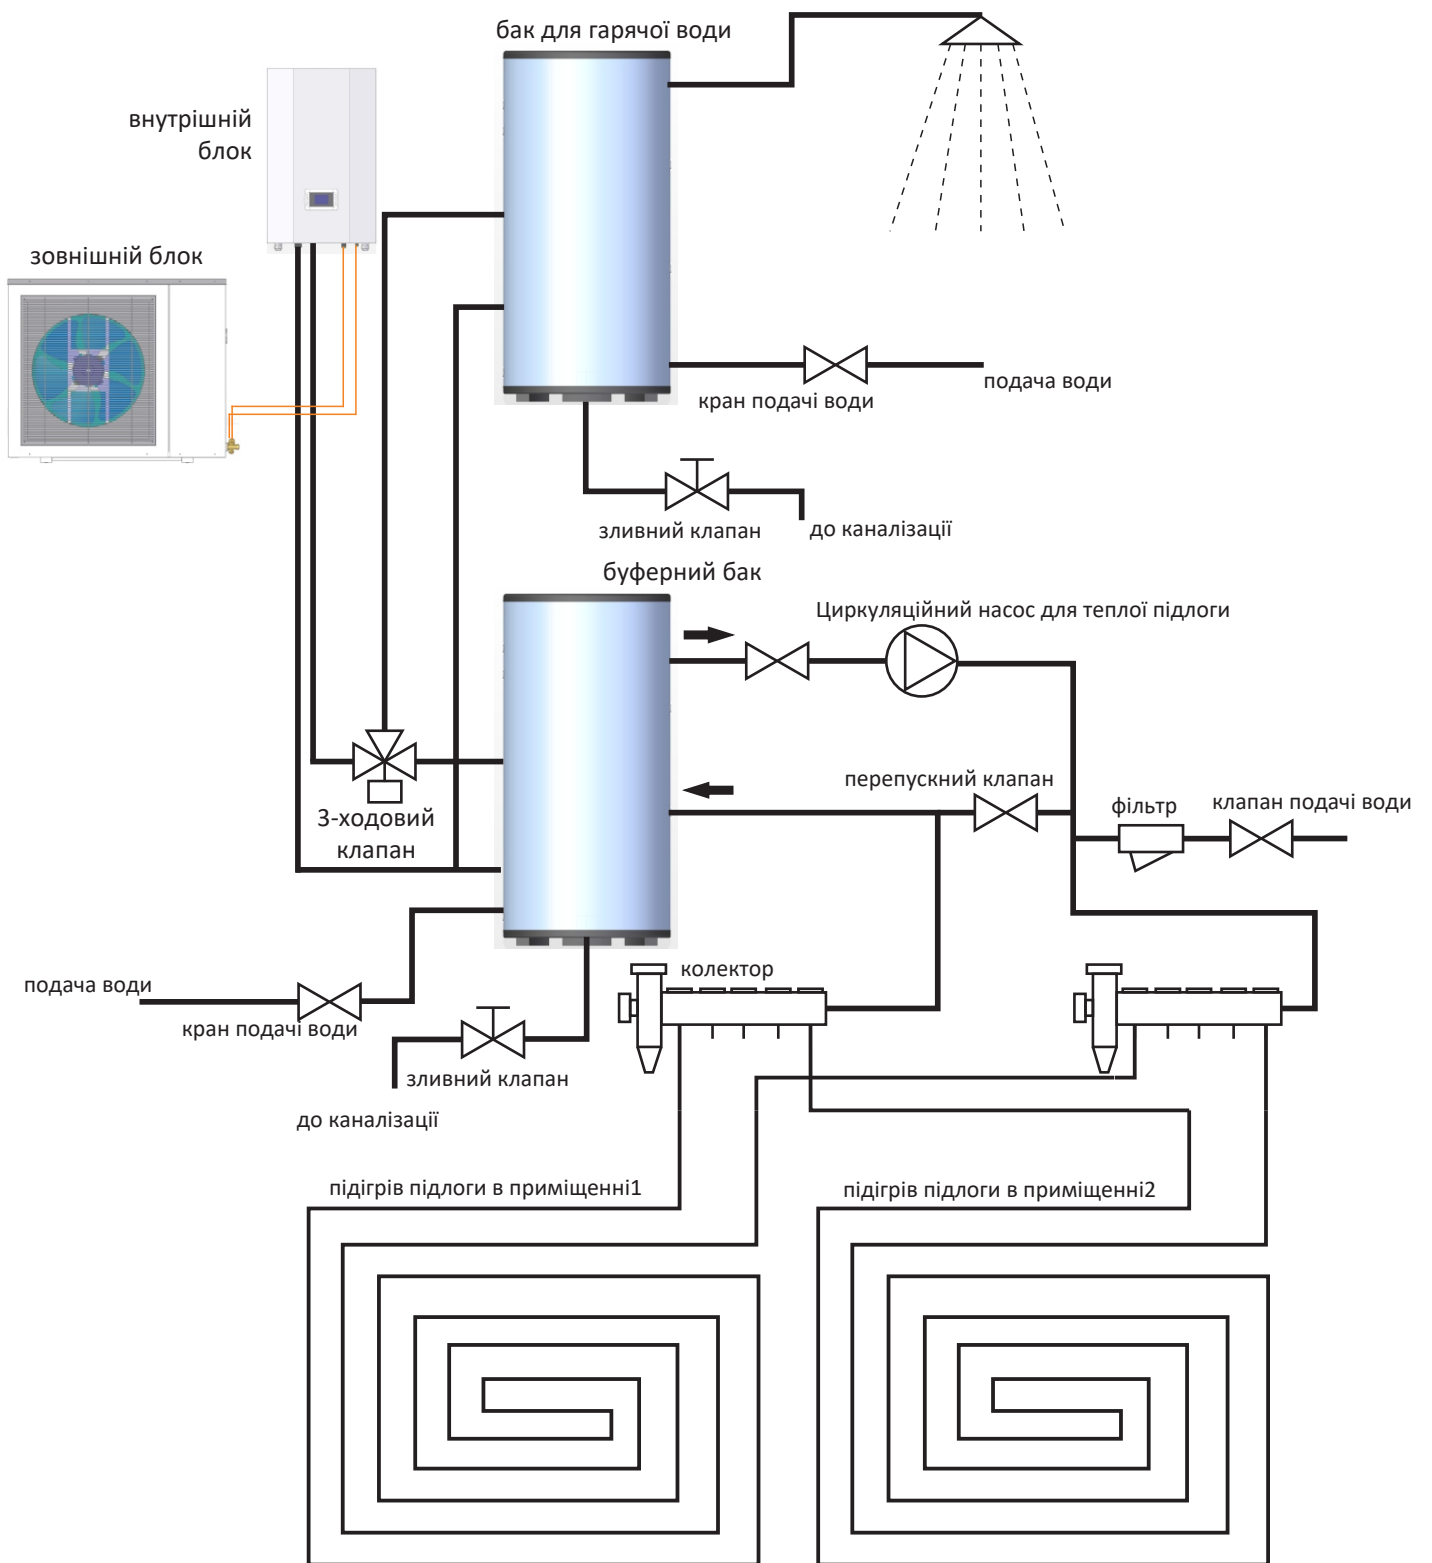 бак для гарячої води
внутрішній
блок
зовнішній блок
подача води
кран подачі води
зливний клапан
до каналізації
буферний бак
Циркуляційний насос для теплої підлоги
перепускний клапан
фільтр
клапан подачі води
3-ходовий
клапан
колектор
подача води
кран подачі води
зливний клапан
до каналізації
підігрів підлоги в приміщенні1
підігрів підлоги в приміщенні2